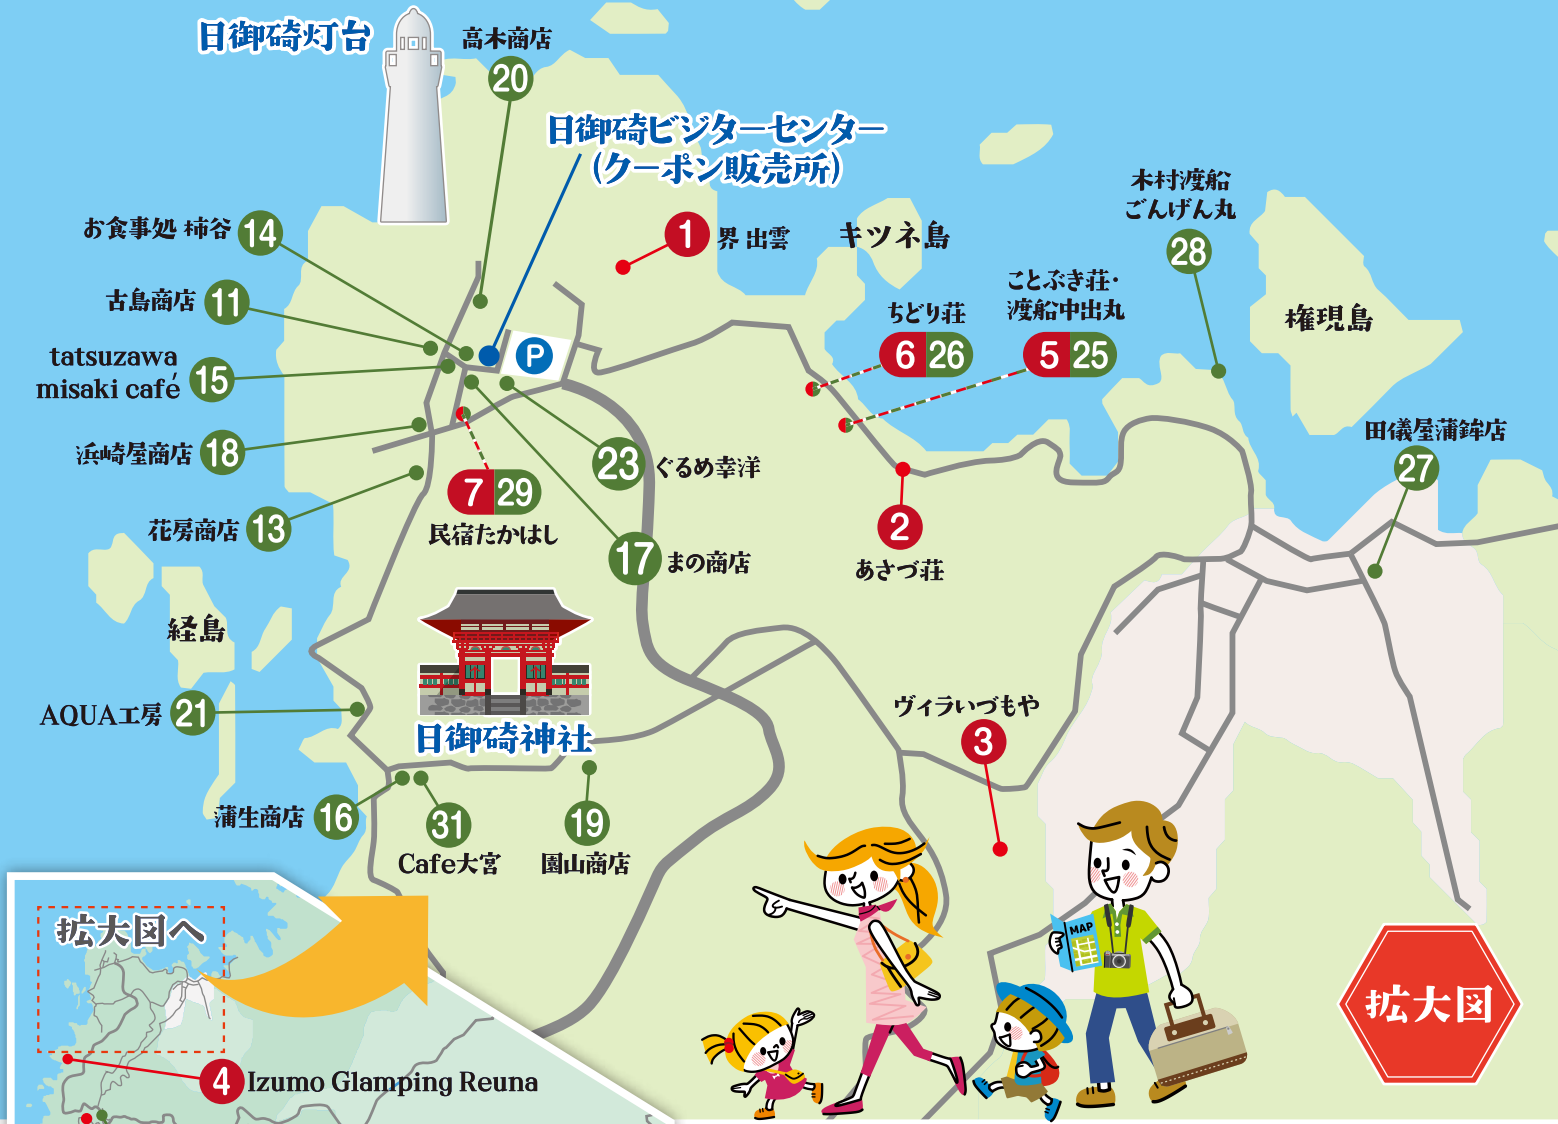 日御碕灯台
高木商店
20
日御碕ビジターセンター
(クーポン販売所)
1
界 出雲
キツネ島
木村渡船
ごんげん丸
28
権現島
お食事処 柿谷
14
古島商店
11
tatsuzawa
misaki café
15
浜崎屋商店
18
花房商店
13
P
ちどり荘
6 26
ことぶき荘・
渡船中出丸
5 25
田儀屋蒲鉾店
27
23
ぐるめ幸洋
7 29
民宿たかはし
17
まの商店
2
あさづ荘
経島
AQUA工房
21
日御碕神社
ヴィラいづもや
3
蒲生商店
16
31
Cafe大宮
19
園山商店
拡大図へ
4
Izumo Glamping Reuna
MAP
拡大図